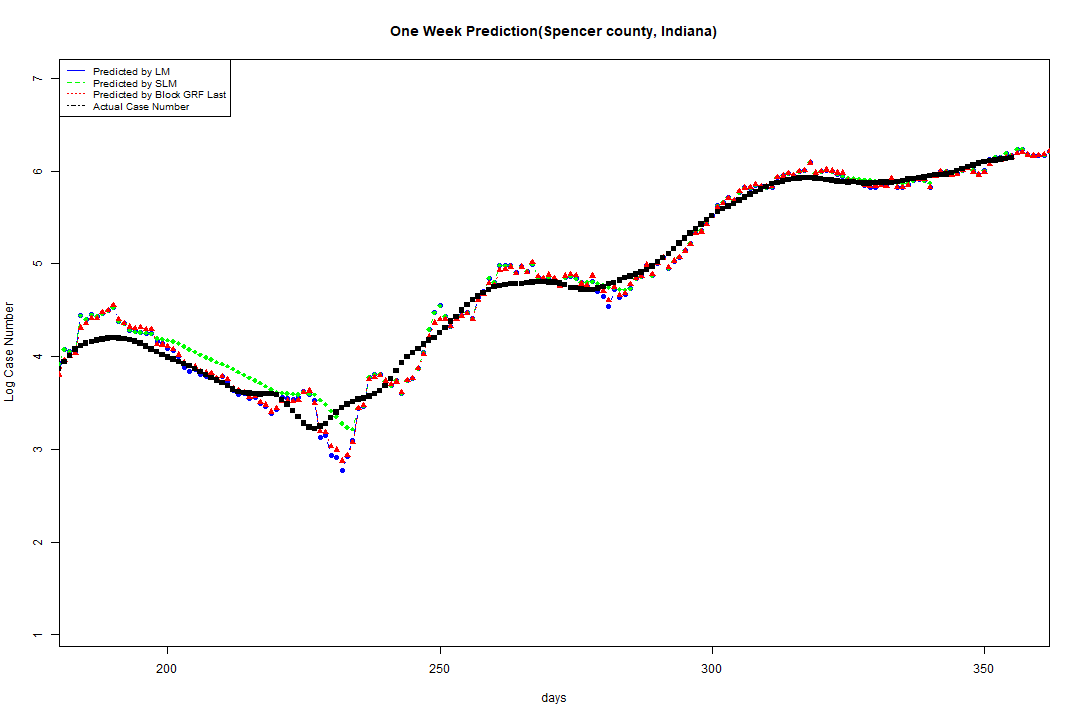 One Week Prediction(Spencer county, Indiana)
Predicted by LM
Predicted by SLM
Predicted by Block GRF Last
Actual Case Number
7
6
5
4
3
2
1
Log Case Number
200 250 300 350
days